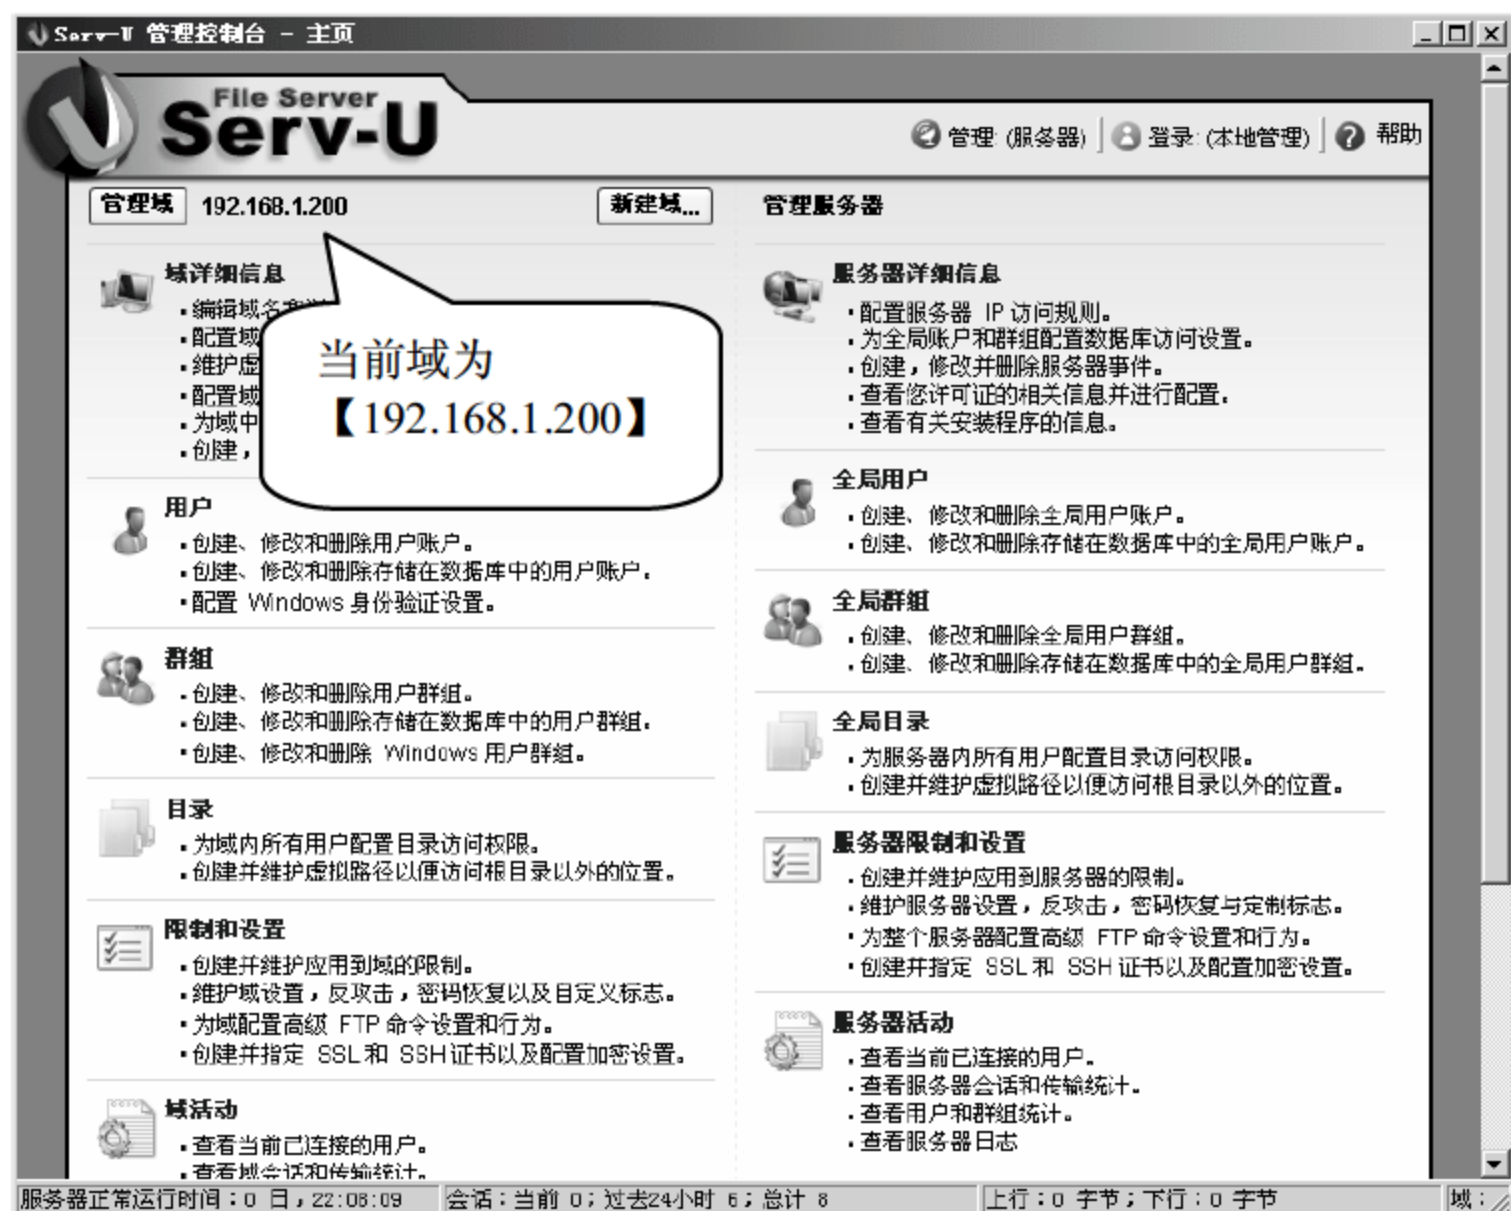 Serv-U 管理控制台 - 主页
File Server
Serv-U
管理: (服务器) 登录: (本地管理) 帮助
管理域 192.168.1.200 新建域...
域详细信息
·编辑域名
·配置域
·维护虚
·配置域
·为域中
·创建，
当前域为
【192.168.1.200】
用户
·创建、修改和删除用户账户。
·创建、修改和删除存储在数据库中的用户账户。
·配置 Windows 身份验证设置。
群组
·创建、修改和删除用户群组。
·创建、修改和删除存储在数据库中的用户群组。
·创建、修改和删除 Windows 用户群组。
目录
·为域内所有用户配置目录访问权限。
·创建并维护虚拟路径以便访问根目录以外的位置。
限制和设置
·创建并维护应用到域的限制。
·维护域设置，反攻击，密码恢复以及自定义标志。
·为域配置高级 FTP 命令设置和行为。
·创建并指定 SSL 和 SSH 证书以及配置加密设置。
域活动
·查看当前已连接的用户。
·查看域会话和传输统计。
管理服务器
服务器详细信息
·配置服务器 IP 访问规则。
·为全局账户和群组配置数据库访问设置。
·创建，修改并删除服务器事件。
·查看您许可证的相关信息并进行配置。
·查看有关安装程序的信息。
全局用户
·创建、修改和删除全局用户账户。
·创建、修改和删除存储在数据库中的全局用户账户。
全局群组
·创建、修改和删除全局用户群组。
·创建、修改和删除存储在数据库中的全局用户群组。
全局目录
·为服务器内所有用户配置目录访问权限。
·创建并维护虚拟路径以便访问根目录以外的位置。
服务器限制和设置
·创建并维护应用到服务器的限制。
·维护服务器设置，反攻击，密码恢复与定制标志。
·为整个服务器配置高级 FTP 命令设置和行为。
·创建并指定 SSL 和 SSH 证书以及配置加密设置。
服务器活动
·查看当前已连接的用户。
·查看服务器会话和传输统计。
·查看用户和群组统计。
·查看服务器日志
服务器正常运行时间：0 日，22:08:09 会话：当前 0；过去24小时 6；总计 8 上行：0 字节；下行：0 字节 域：